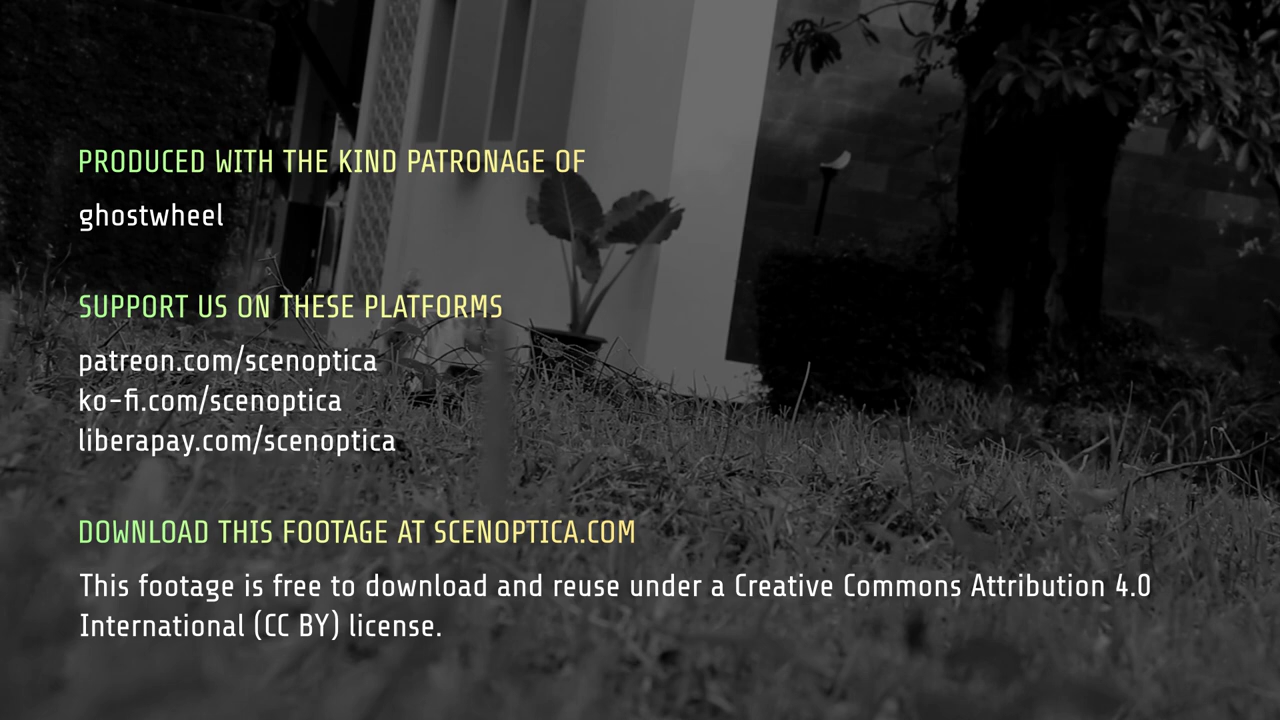 PRODUCED WITH THE KIND PATRONAGE OF
ghostwheel
SUPPORT US ON THESE PLATFORMS
patreon.com/scenoptica
ko-fi.com/scenoptica
liberapay.com/scenoptica
DOWNLOAD THIS FOOTAGE AT SCENOPTICA.COM
This footage is free to download and reuse under a Creative Commons Attribution 4.0
International (CC BY) license.